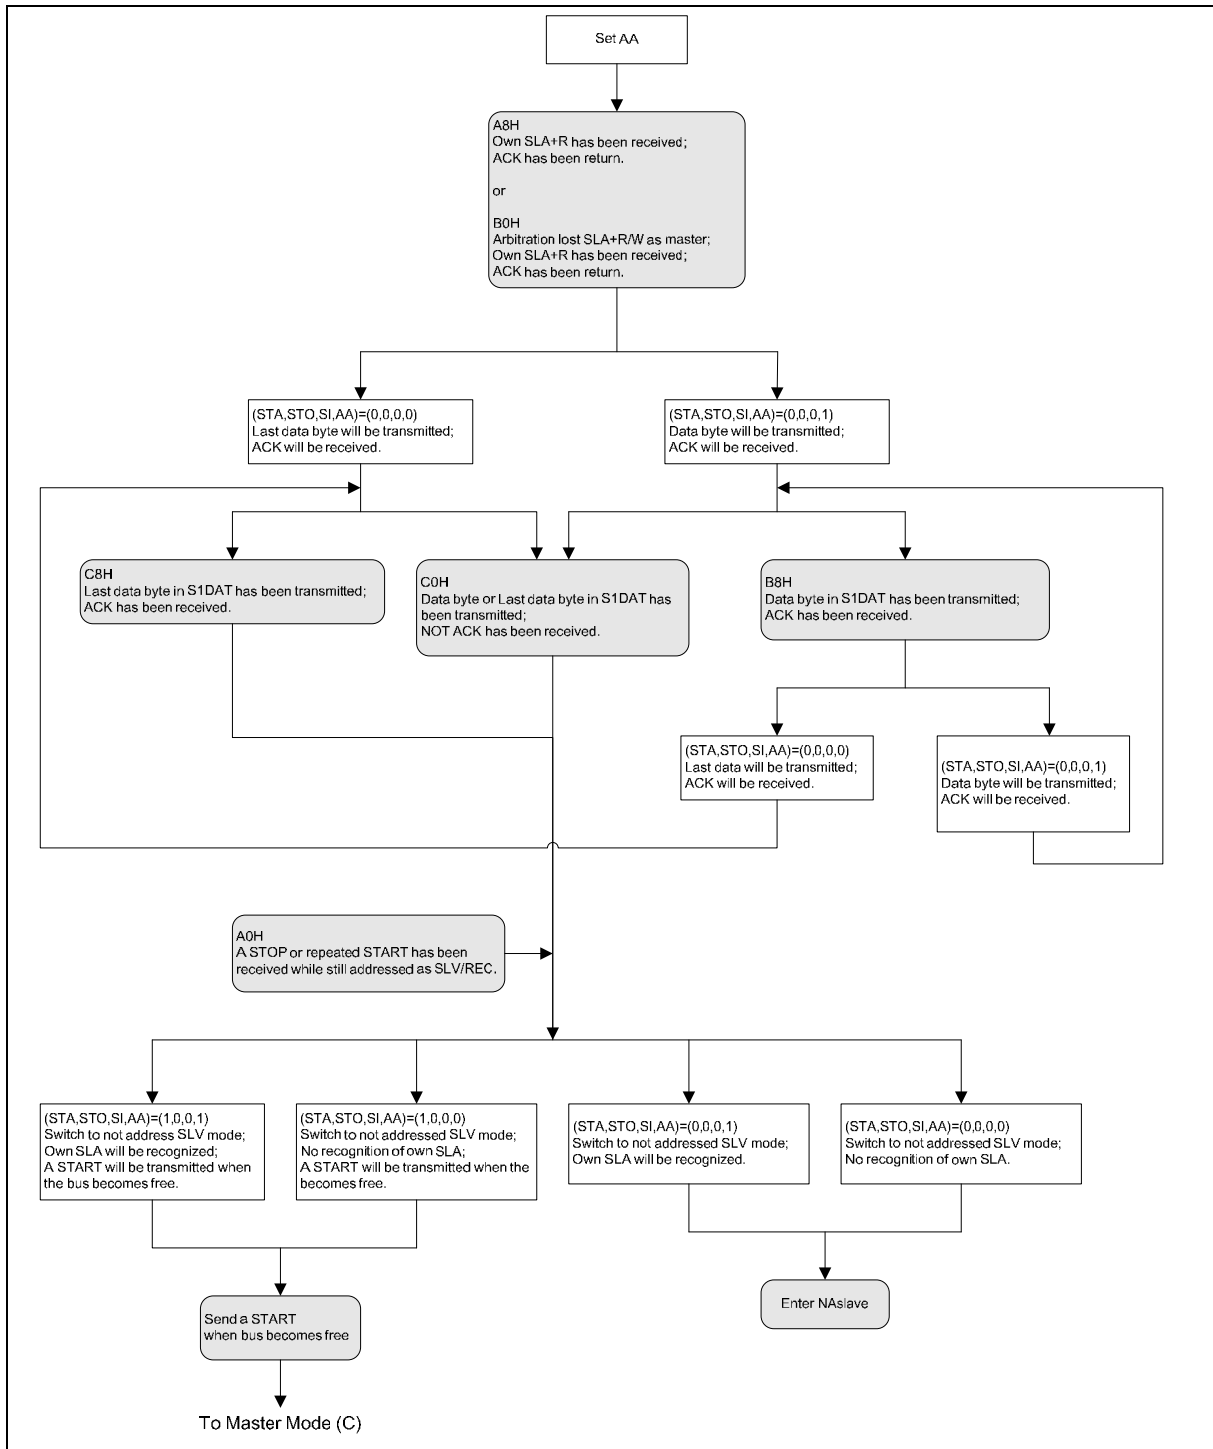 Set AA
A8H
Own SLA+R has been received;
ACK has been return.
or
B0H
Arbitration lost SLA+R/W as master;
Own SLA+R has been received;
ACK has been return.
(STA,STO,SI,AA)=(0,0,0,0)
Last data byte will be transmitted;
ACK will be received.
(STA,STO,SI,AA)=(0,0,0,1)
Data byte will be transmitted;
ACK will be received.
C8H
Last data byte in S1DAT has been transmitted;
ACK has been received.
C0H
Data byte or Last data byte in S1DAT has
been transmitted;
NOT ACK has been received.
B8H
Data byte in S1DAT has been transmitted;
ACK has been received.
(STA,STO,SI,AA)=(0,0,0,0)
Last data will be transmitted;
ACK will be received.
(STA,STO,SI,AA)=(0,0,0,1)
Data byte will be transmitted;
ACK will be received.
A0H
A STOP or repeated START has been
received while still addressed as SLV/REC.
(STA,STO,SI,AA)=(1,0,0,1)
Switch to not address SLV mode;
Own SLA will be recognized;
A START will be transmitted when
the bus becomes free.
(STA,STO,SI,AA)=(1,0,0,0)
Switch to not addressed SLV mode;
No recognition of own SLA;
A START will be transmitted when the
becomes free.
(STA,STO,SI,AA)=(0,0,0,1)
Switch to not addressed SLV mode;
Own SLA will be recognized.
(STA,STO,SI,AA)=(0,0,0,0)
Switch to not addressed SLV mode;
No recognition of own SLA.
Send a START
when bus becomes free
Enter NAslave
To Master Mode (C)